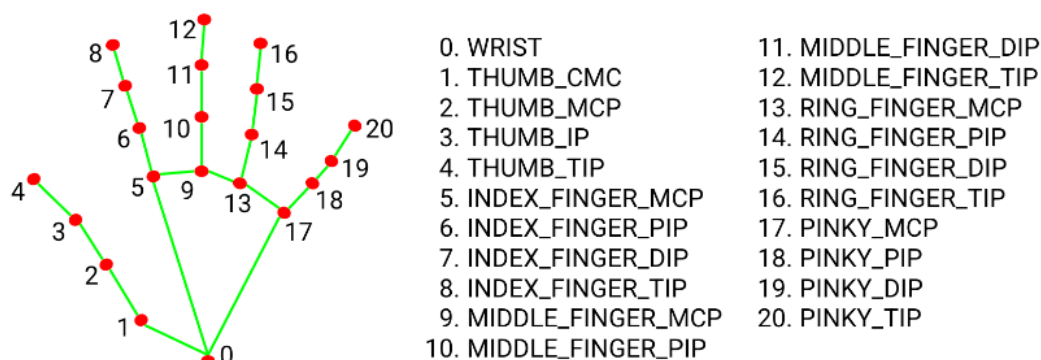 12
16
8
11
7
15
20
10
6
14
19
4
5
9
13
18
3
17
2
1
0
0. WRIST
1. THUMB_CMC
2. THUMB_MCP
3. THUMB_IP
4. THUMB_TIP
5. INDEX_FINGER_MCP
6. INDEX_FINGER_PIP
7. INDEX_FINGER_DIP
8. INDEX_FINGER_TIP
9. MIDDLE_FINGER_MCP
10. MIDDLE_FINGER_PIP
11. MIDDLE_FINGER_DIP
12. MIDDLE_FINGER_TIP
13. RING_FINGER_MCP
14. RING_FINGER_PIP
15. RING_FINGER_DIP
16. RING_FINGER_TIP
17. PINKY_MCP
18. PINKY_PIP
19. PINKY_DIP
20. PINKY_TIP